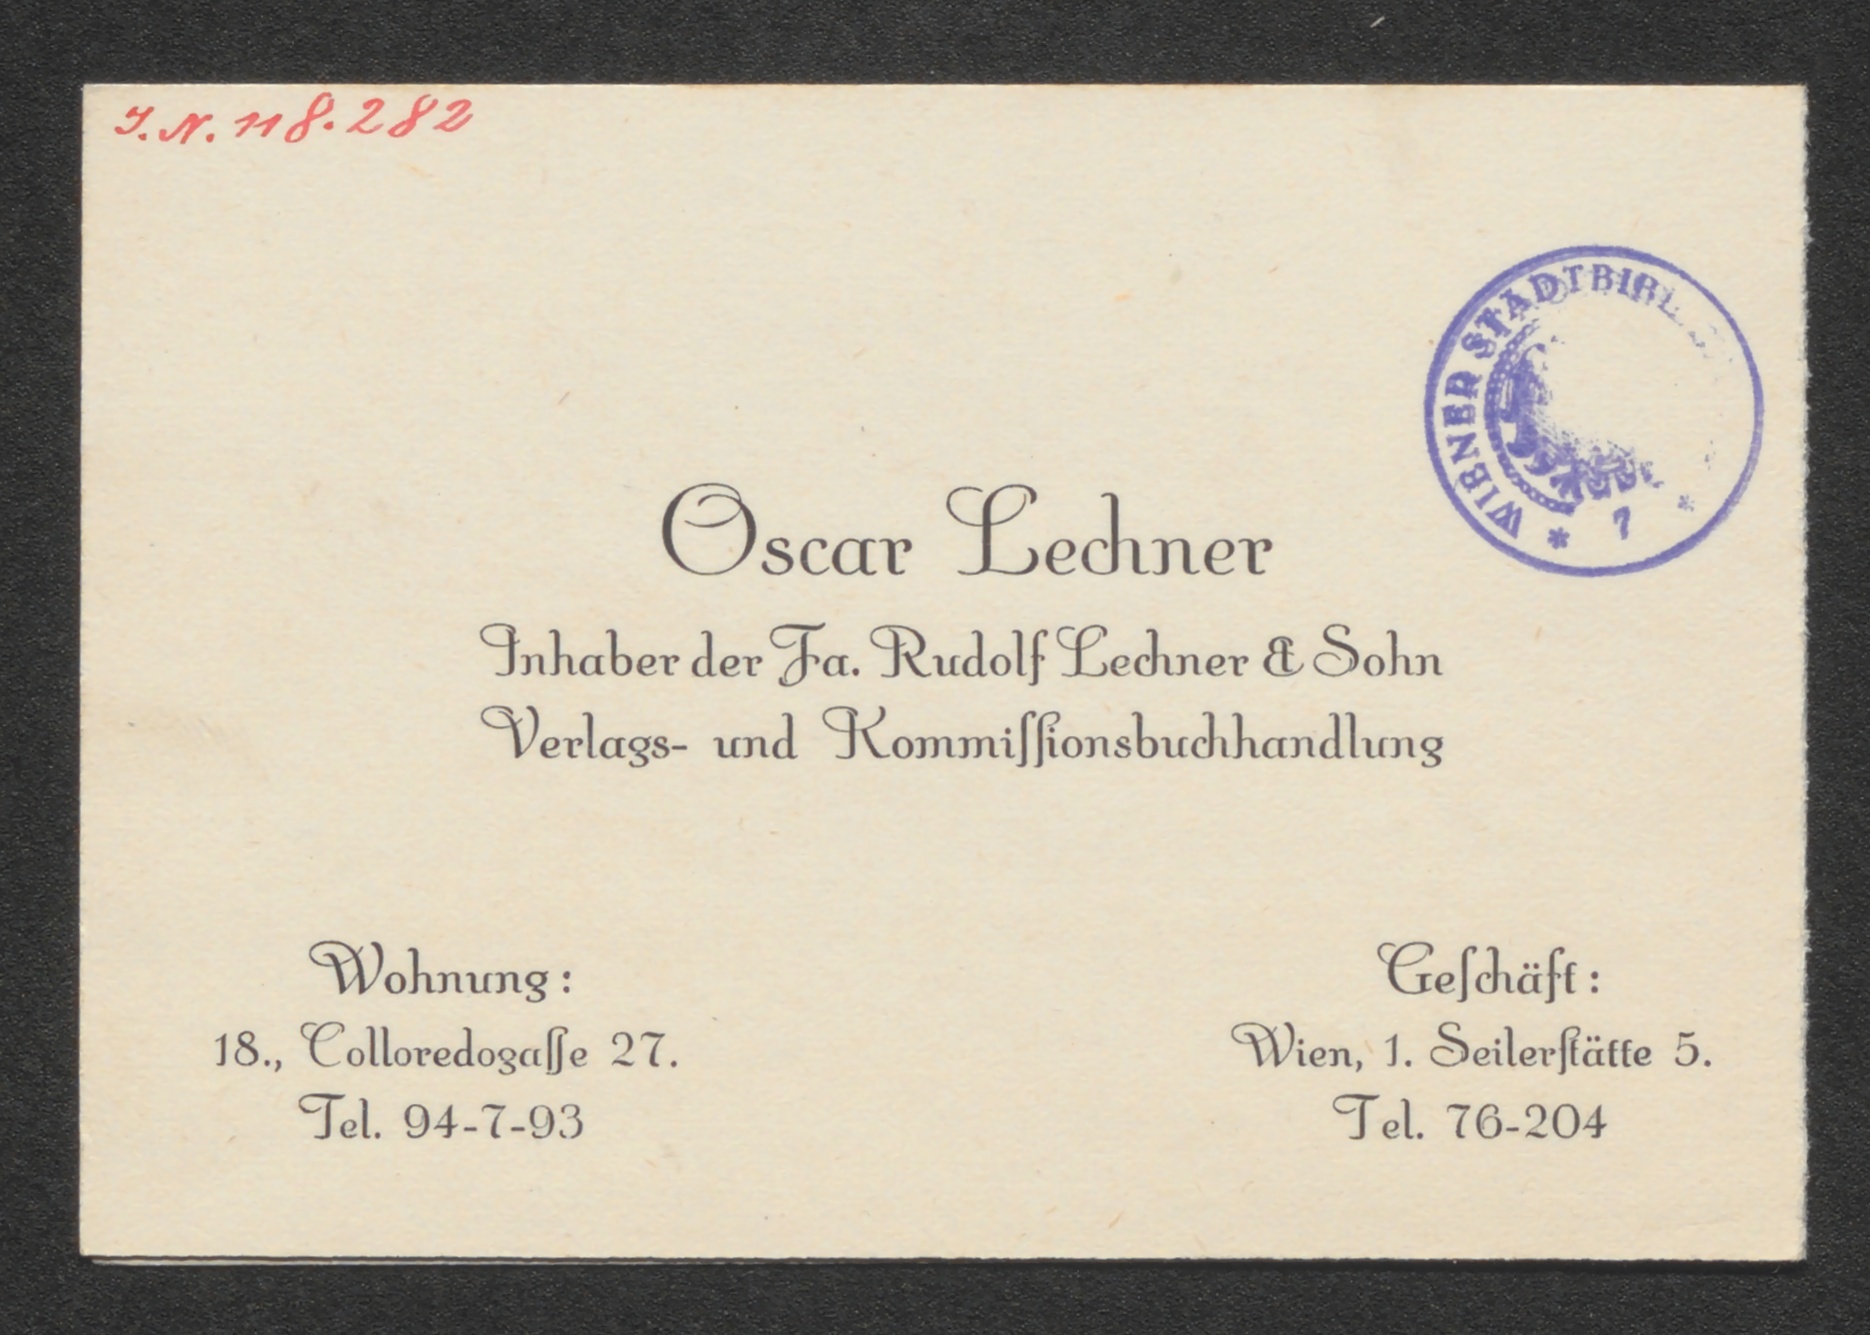 J.N. 118.282
WIENER STADTBIBL
* 7 *
Oscar Lechner
Inhaber der Fa. Rudolf Lechner & Sohn
Verlags- und Kommiſſionsbuchhandlung
Wohnung:
18., Colloredogaſſe 27.
Tel. 94-7-93
Geſchäft:
Wien, 1. Seilerſtätte 5.
Tel. 76-204